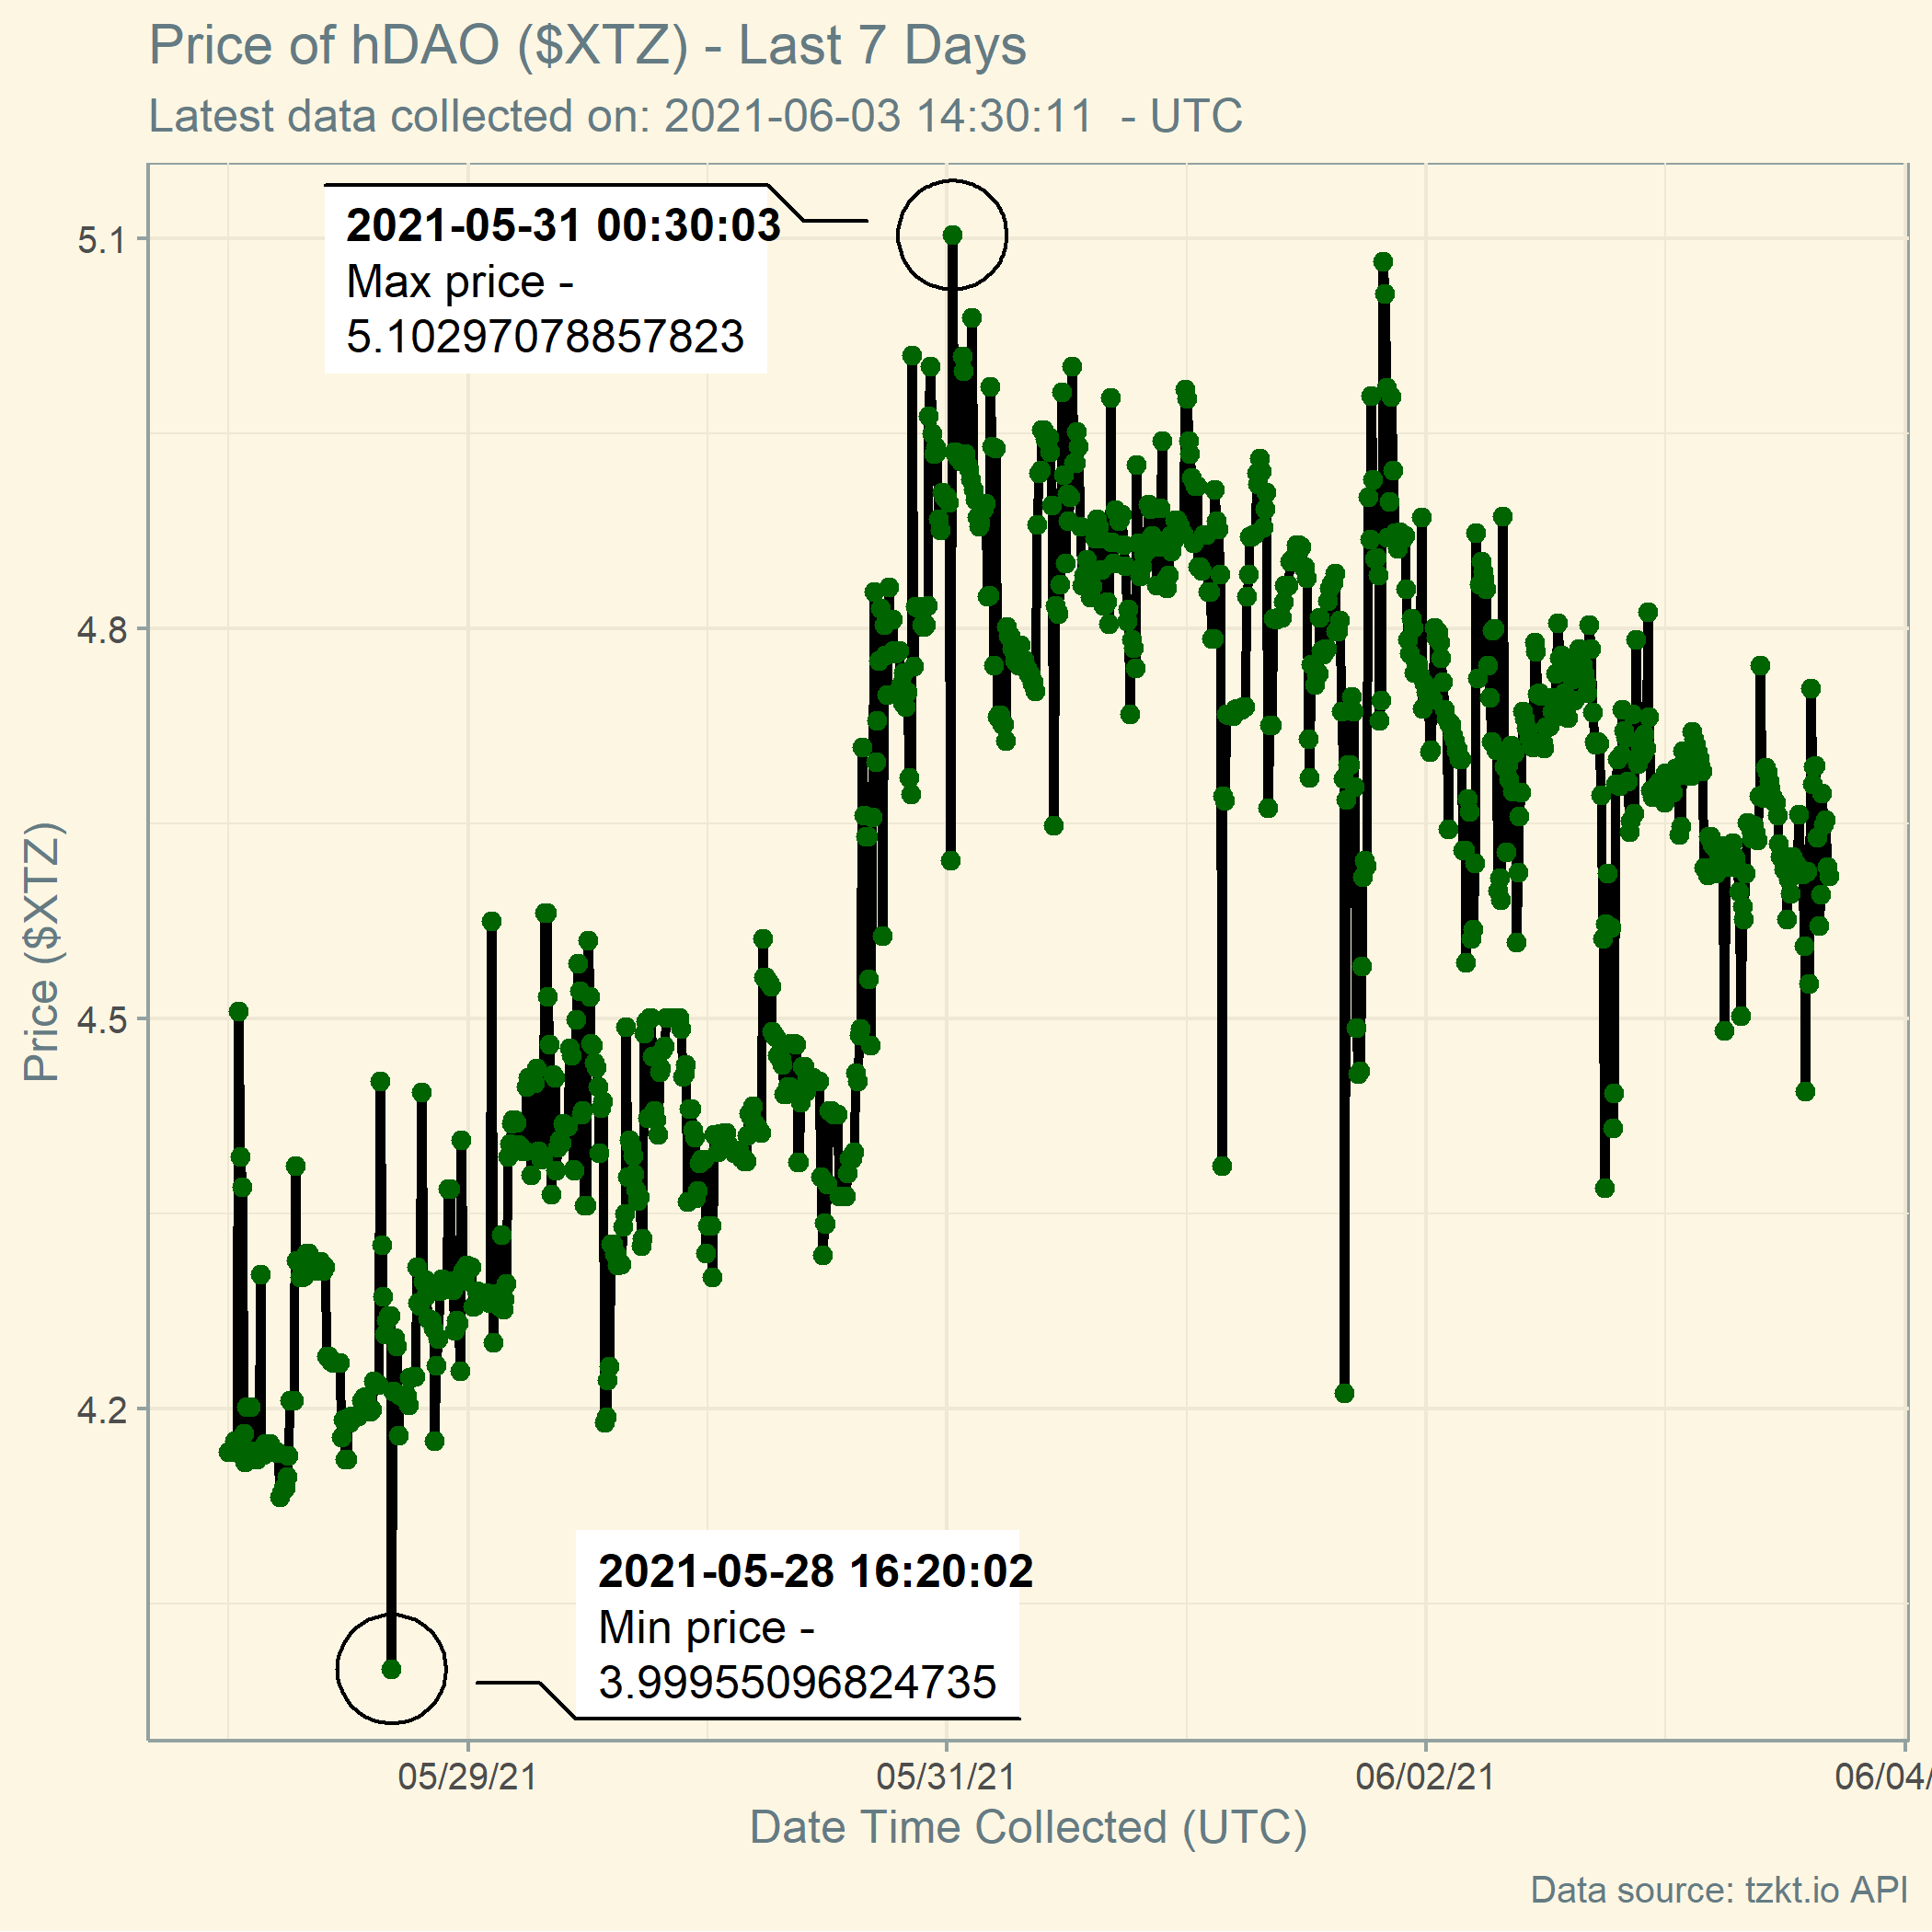 Price of hDAO ($XTZ) - Last 7 Days
Latest data collected on: 2021-06-03 14:30:11 - UTC
2021-05-31 00:30:03
Max price -
5.10297078857823
5.1
4.8
4.5
4.2
Price ($XTZ)
2021-05-28 16:20:02
Min price -
3.99955096824735
05/29/21
05/31/21
06/02/21
06/04/
Date Time Collected (UTC)
Data source: tzkt.io API